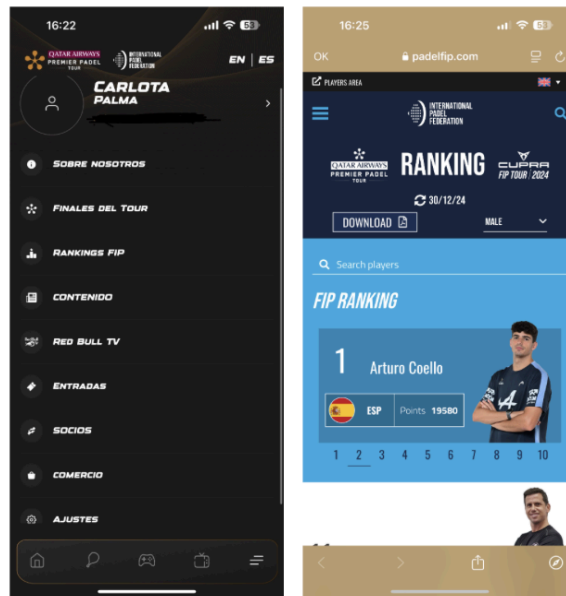 16:22
53
QATAR AIRWAYS
PREMIER PADEL
TOUR
INTERNATIONAL
PADEL
FEDERATION
EN | ES
CARLOTA
PALMA
SOBRE NOSOTROS
FINALES DEL TOUR
RANKINGS FIP
CONTENIDO
RED BULL TV
ENTRADAS
SOCIOS
COMERCIO
AJUSTES
16:25
53
OK
padelfip.com
PLAYERS AREA
INTERNATIONAL
PADEL
FEDERATION
QATAR AIRWAYS
PREMIER PADEL
TOUR
RANKING
CUPRA
FIP TOUR 2024
30/12/24
DOWNLOAD
MALE
Search players
FIP RANKING
1
Arturo Coello
ESP
Points 19580
1 2 3 4 5 6 7 8 9 10